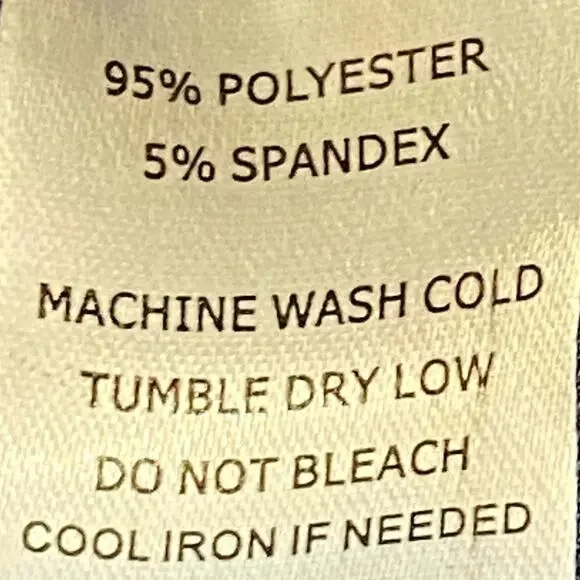 95% POLYESTER
5% SPANDEX
MACHINE WASH COLD
TUMBLE DRY LOW
DO NOT BLEACH
COOL IRON IF NEEDED